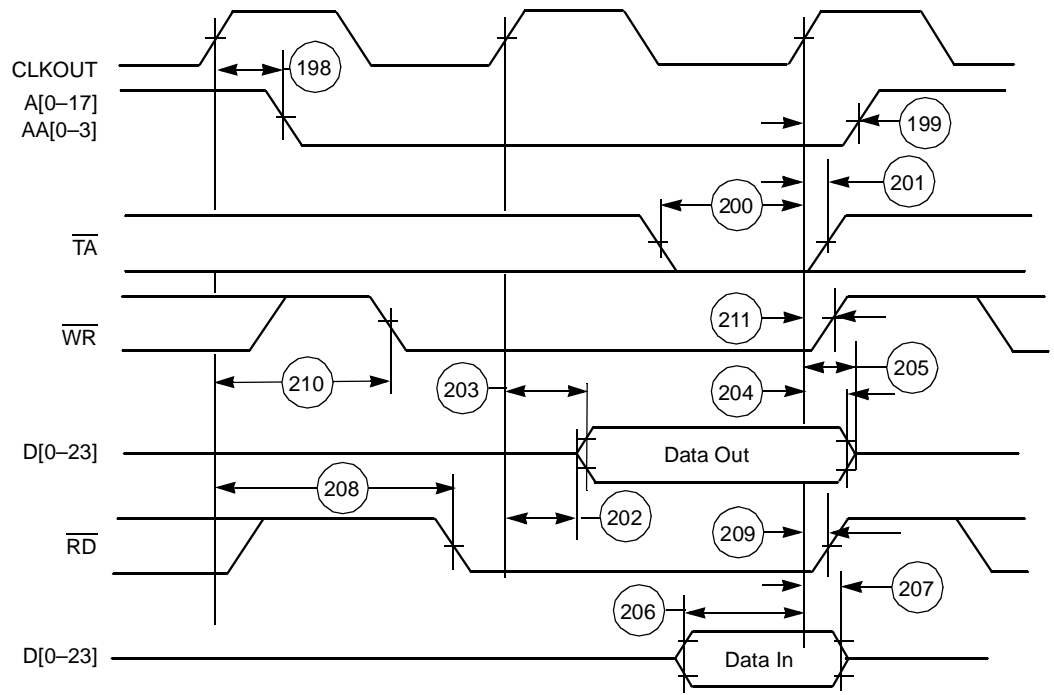 CLKOUT
198
A[0–17]
AA[0–3]
199
200
201
TA
WR
211
210
203
204
205
D[0–23]
Data Out
208
202
RD
209
206
207
D[0–23]
Data In